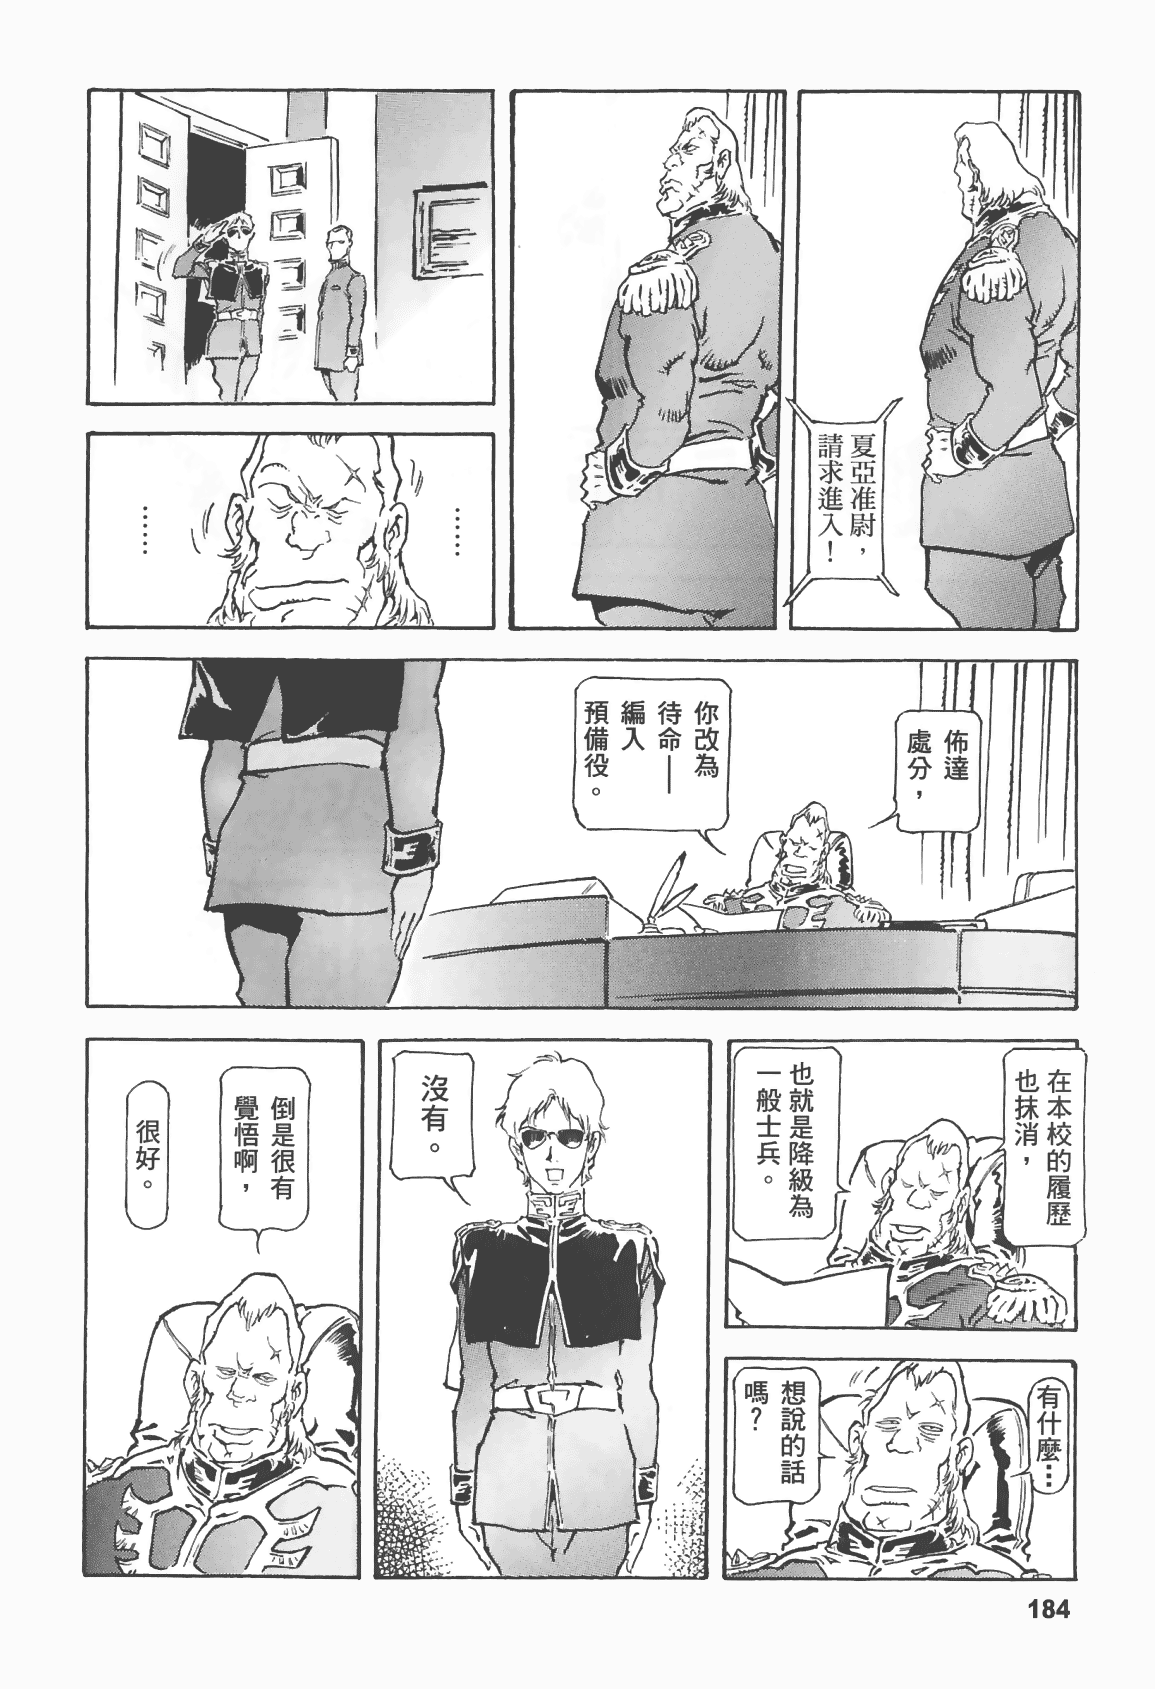 夏亞准尉，
請求進入！
⋯⋯
⋯⋯
佈達
處分，
你改為
待命—
編入
預備役。
在本校的履歷
也抹消，
也就是降級為
一般士兵。
有什麼⋯
想說的話
嗎？
沒有。
倒是很有
覺悟啊，
很好。
184